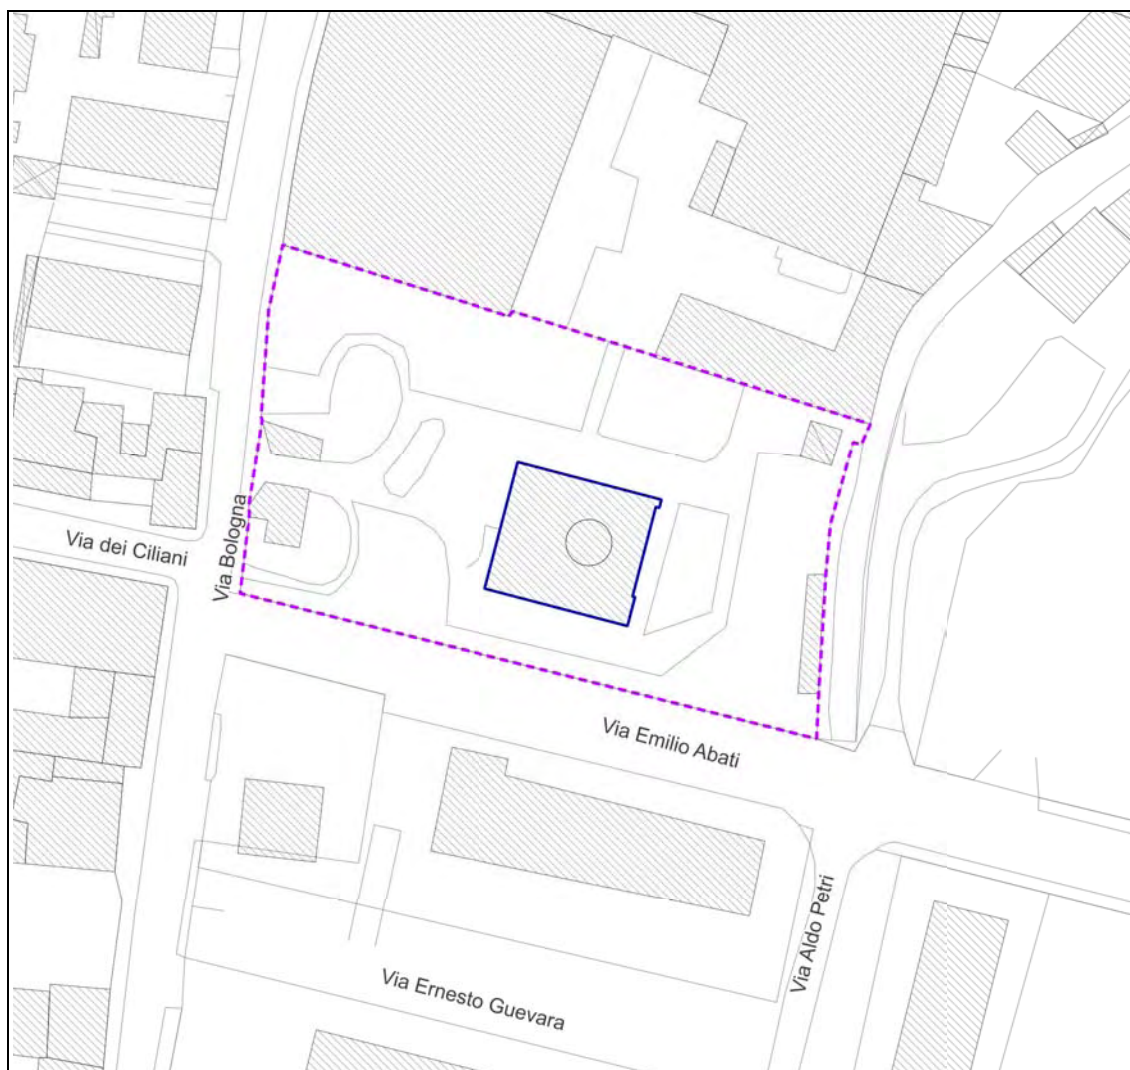 Via dei Ciliani
Via Bologna
Via Emilio Abati
Via Aldo Petri
Via Ernesto Guevara